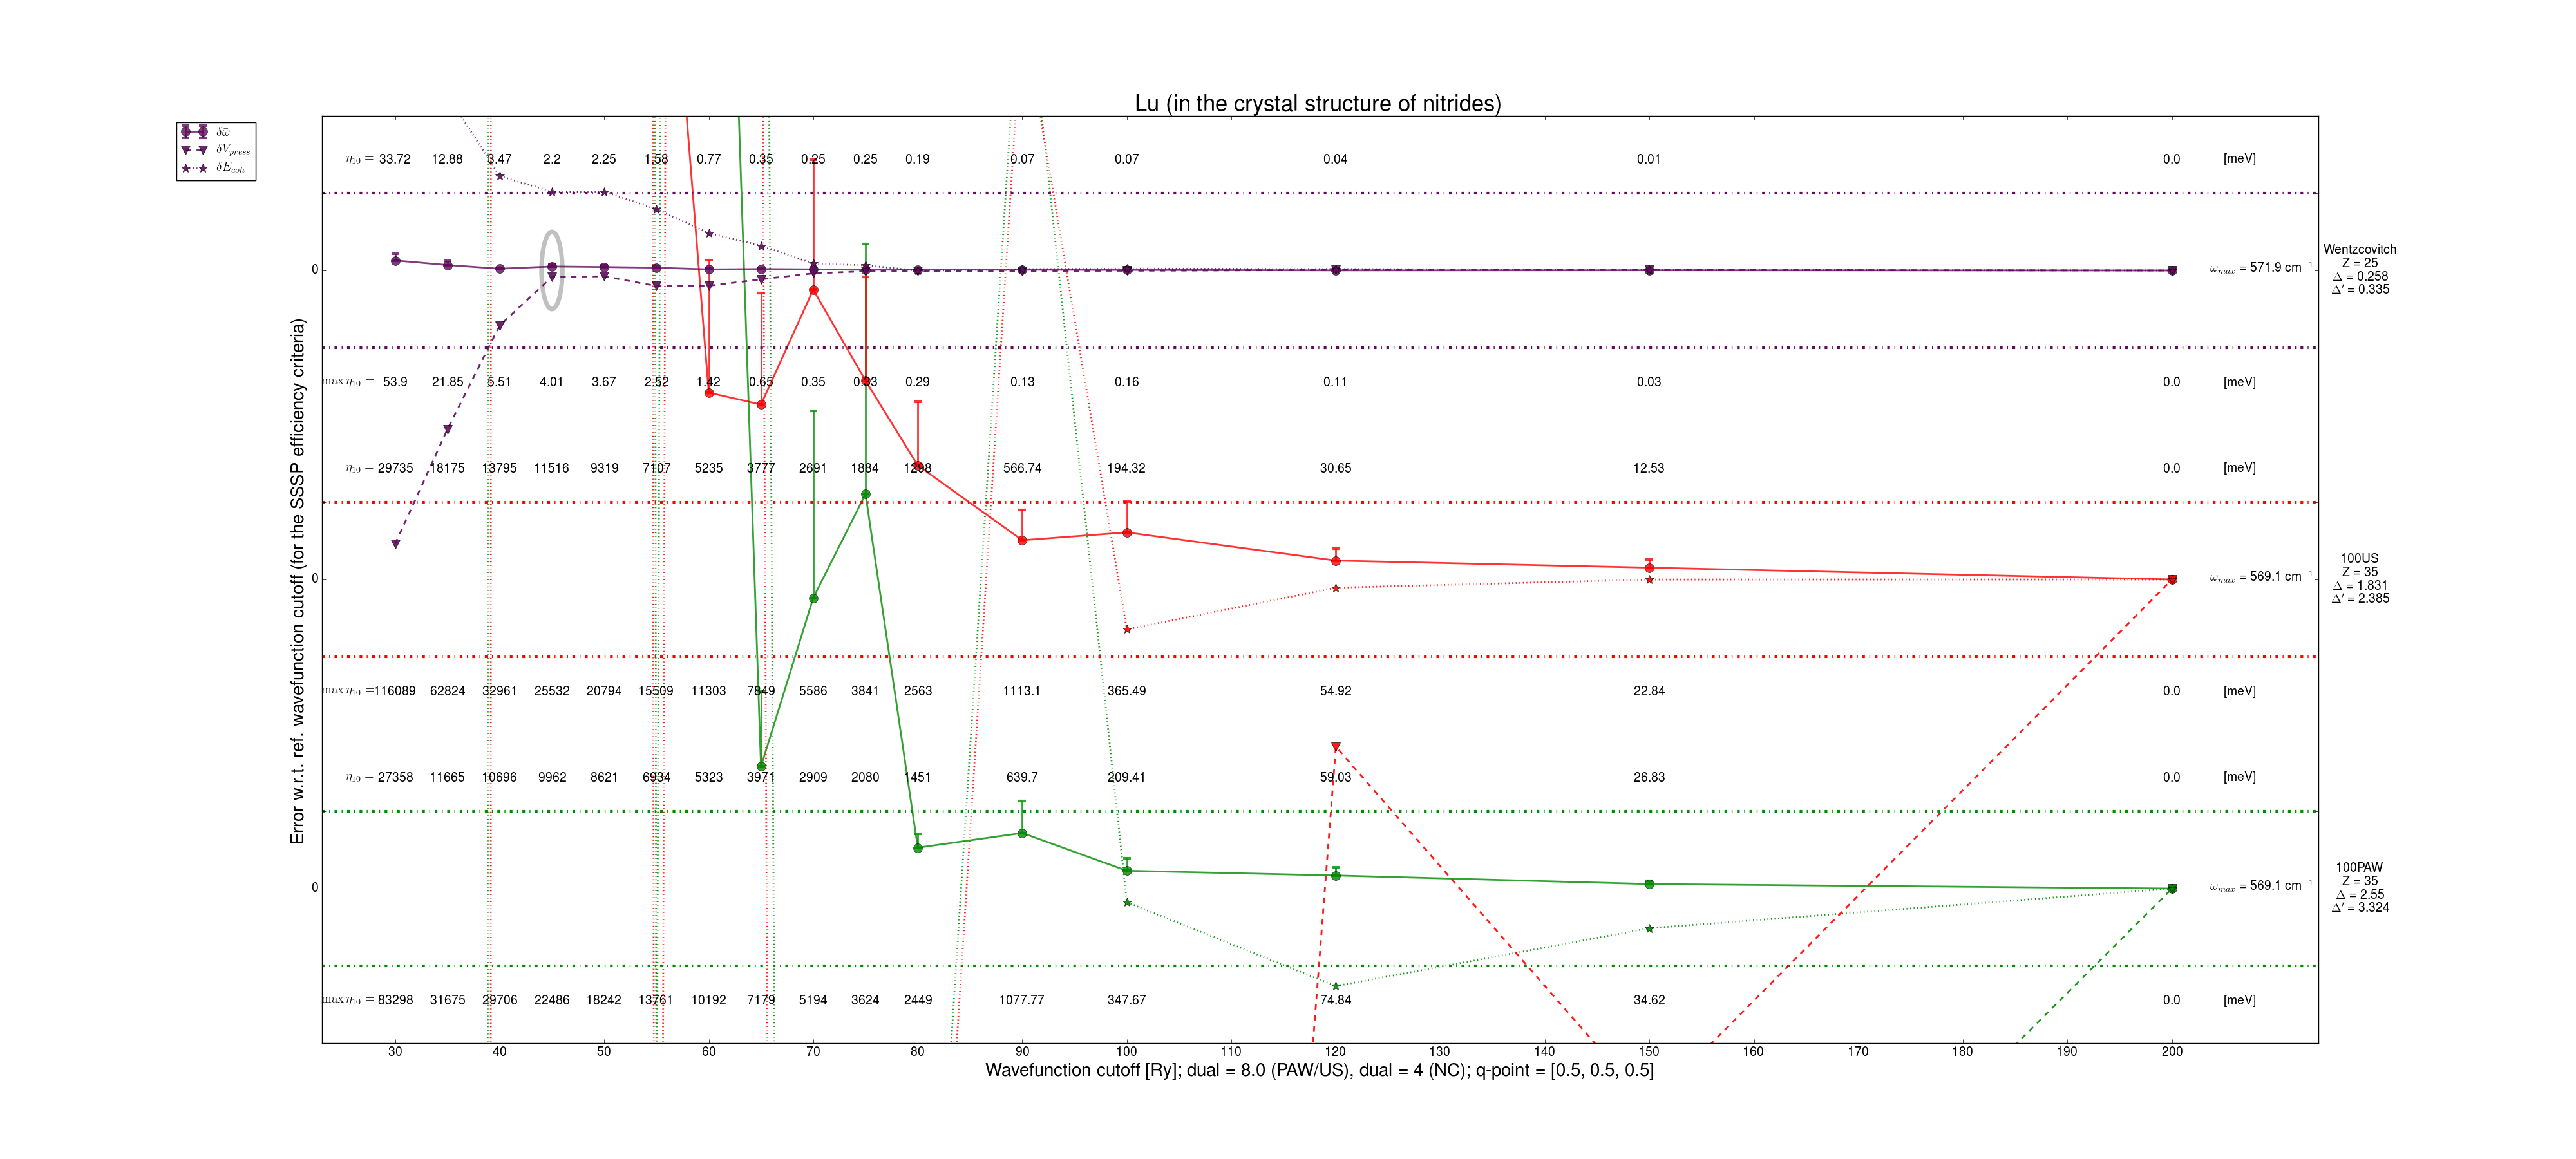 Lu (in the crystal structure of nitrides)
δω̄
δV_press
δE_coh
Error w.r.t. ref. wavefunction cutoff (for the SSSP efficiency criteria)
η₁₀ = 33.72 12.88 3.47 2.2 2.25 1.58 0.77 0.35 0.25 0.25 0.19 0.07 0.07 0.04 0.01 0.0 [meV]
0
ω_max = 571.9 cm⁻¹
Wentzcovitch
Z = 25
Δ = 0.258
Δ′ = 0.335
max η₁₀ = 53.9 21.85 5.51 4.01 3.67 2.52 1.42 0.65 0.35 0.33 0.29 0.13 0.16 0.11 0.03 0.0 [meV]
η₁₀ = 29735 18175 13795 11516 9319 7107 5235 3777 2691 1884 1298 566.74 194.32 30.65 12.53 0.0 [meV]
0
ω_max = 569.1 cm⁻¹
100US
Z = 35
Δ = 1.831
Δ′ = 2.385
max η₁₀ = 116089 62824 32961 25532 20794 15509 11303 7849 5586 3841 2563 1113.1 365.49 54.92 22.84 0.0 [meV]
η₁₀ = 27358 11665 10696 9962 8621 6934 5323 3971 2909 2080 1451 639.7 209.41 59.03 26.83 0.0 [meV]
0
ω_max = 569.1 cm⁻¹
100PAW
Z = 35
Δ = 2.55
Δ′ = 3.324
max η₁₀ = 83298 31675 29706 22486 18242 13761 10192 7179 5194 3624 2449 1077.77 347.67 74.84 34.62 0.0 [meV]
30 40 50 60 70 80 90 100 110 120 130 140 150 160 170 180 190 200
Wavefunction cutoff [Ry]; dual = 8.0 (PAW/US), dual = 4 (NC); q-point = [0.5, 0.5, 0.5]